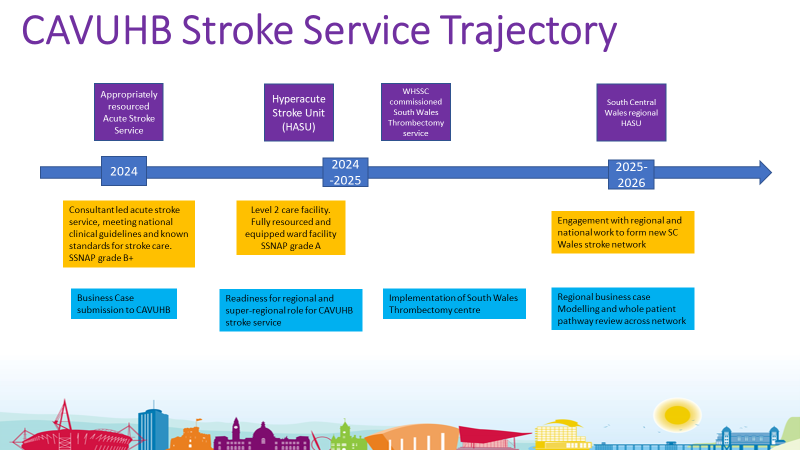 CAVUHB Stroke Service Trajectory
Appropriately
resourced
Acute Stroke
Service
Hyperacute
Stroke Unit
(HASU)
WHSSC
commissioned
South Wales
Thrombectomy
service
South Central
Wales regional
HASU
2024
2024
-2025
2025-
2026
Consultant led acute stroke
service, meeting national
clinical guidelines and known
standards for stroke care.
SSNAP grade B+
Level 2 care facility.
Fully resourced and
equipped ward facility
SSNAP grade A
Engagement with regional and
national work to form new SC
Wales stroke network
Business Case
submission to CAVUHB
Readiness for regional and
super-regional role for CAVUHB
stroke service
Implementation of South Wales
Thrombectomy centre
Regional business case
Modelling and whole patient
pathway review across network